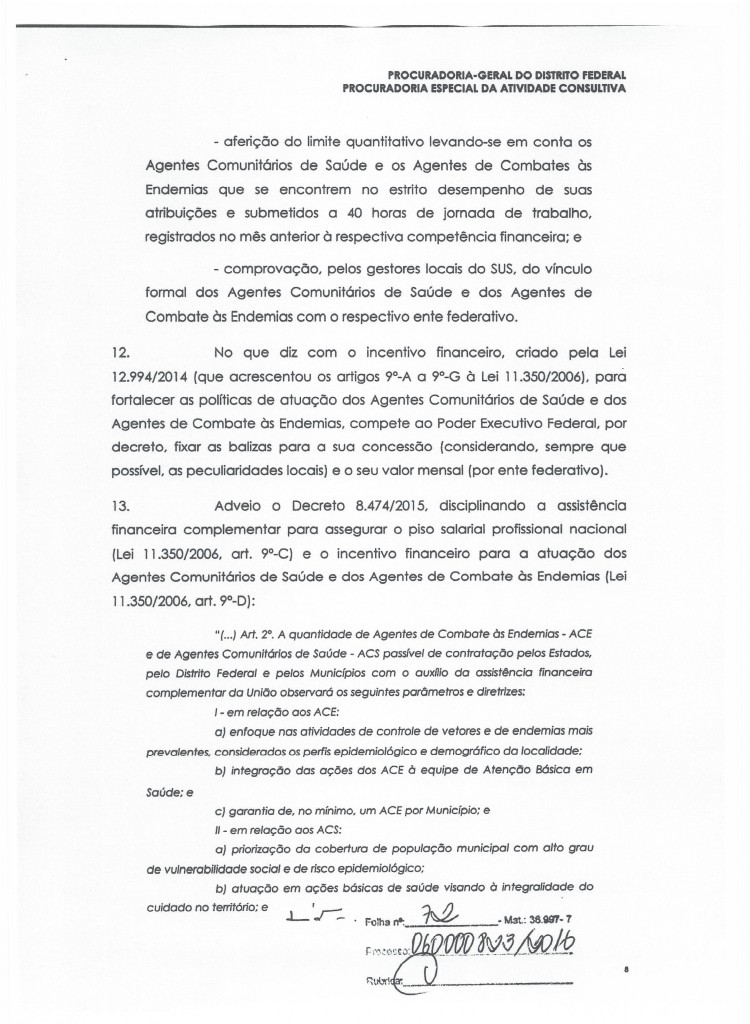 PROCURADORIA-GERAL DO DISTRITO FEDERAL
PROCURADORIA ESPECIAL DA ATIVIDADE CONSULTIVA
- aferição do limite quantitativo levando-se em conta os
Agentes Comunitários de Saúde e os Agentes de Combates às
Endemias que se encontrem no estrito desempenho de suas
atribuições e submetidos a 40 horas de jornada de trabalho,
registrados no mês anterior à respectiva competência financeira; e
- comprovação, pelos gestores locais do SUS, do vínculo
formal dos Agentes Comunitários de Saúde e dos Agentes de
Combate às Endemias com o respectivo ente federativo.
12. No que diz com o incentivo financeiro, criado pela Lei
12.994/2014 (que acrescentou os artigos 9º-A a 9º-G à Lei 11.350/2006), para
fortalecer as políticas de atuação dos Agentes Comunitários de Saúde e dos
Agentes de Combate às Endemias, compete ao Poder Executivo Federal, por
decreto, fixar as balizas para a sua concessão (considerando, sempre que
possível, as peculiaridades locais) e o seu valor mensal (por ente federativo).
13. Adveio o Decreto 8.474/2015, disciplinando a assistência
financeira complementar para assegurar o piso salarial profissional nacional
(Lei 11.350/2006, art. 9º-C) e o incentivo financeiro para a atuação dos
Agentes Comunitários de Saúde e dos Agentes de Combate às Endemias (Lei
11.350/2006, art. 9º-D):
"(...) Art. 2º. A quantidade de Agentes de Combate às Endemias - ACE
e de Agentes Comunitários de Saúde - ACS passível de contratação pelos Estados,
pelo Distrito Federal e pelos Municípios com o auxílio da assistência financeira
complementar da União observará os seguintes parâmetros e diretrizes:
I - em relação aos ACE:
a) enfoque nas atividades de controle de vetores e de endemias mais
prevalentes, considerados os perfis epidemiológico e demográfico da localidade;
b) integração das ações dos ACE à equipe de Atenção Básica em
Saúde; e
c) garantia de, no mínimo, um ACE por Município; e
II - em relação aos ACS:
a) priorização da cobertura de população municipal com alto grau
de vulnerabilidade social e de risco epidemiológico;
b) atuação em ações básicas de saúde visando à integralidade do
cuidado no território; e
Folha nº: 72 - Mat.: 36.997-7
Processo:
Rubrica:
8